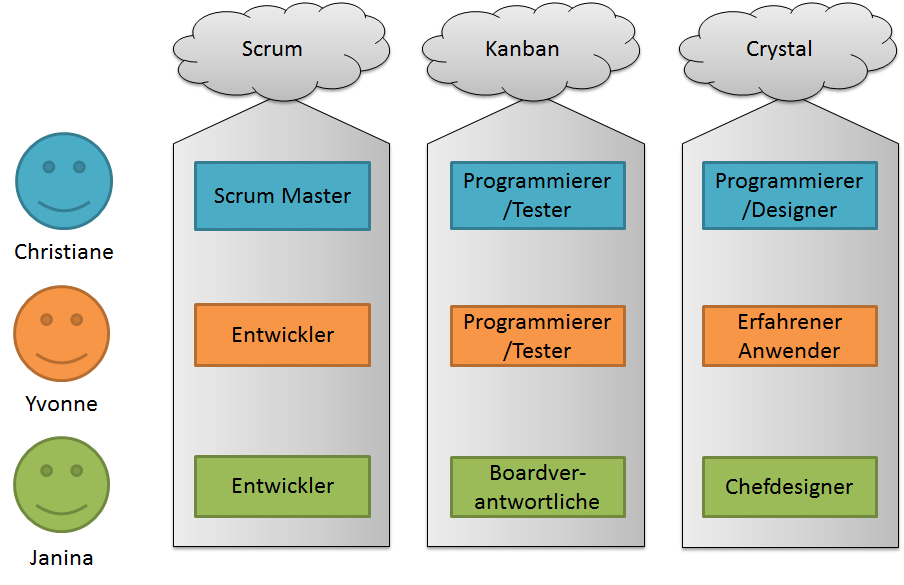 Scrum
Kanban
Crystal
Christiane
Scrum Master
Programmierer
/Tester
Programmierer
/Designer
Yvonne
Entwickler
Programmierer
/Tester
Erfahrener
Anwender
Janina
Entwickler
Boardver-
antwortliche
Chefdesigner